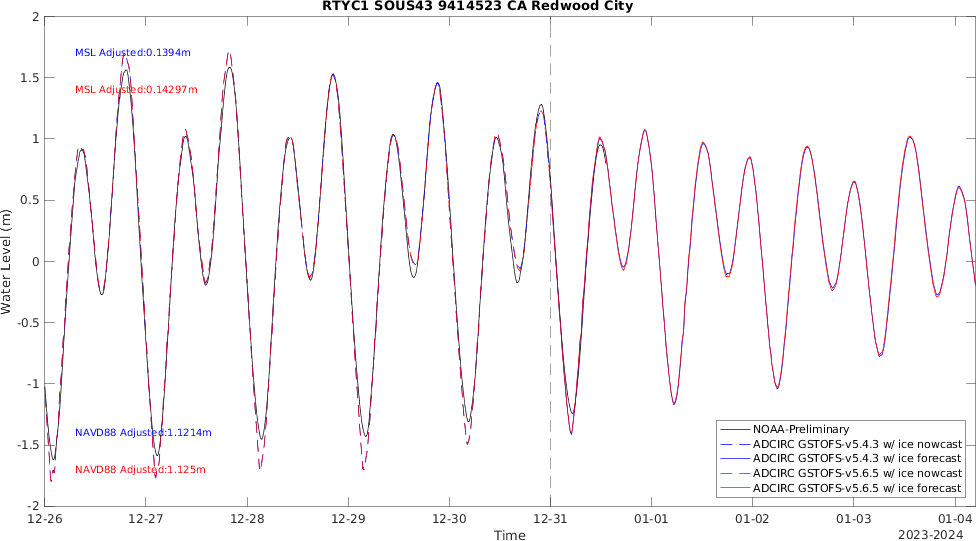 RTYC1 SOUS43 9414523 CA Redwood City
2
1.5
1
0.5
0
-0.5
-1
-1.5
-2
Water Level (m)
MSL Adjusted:0.1394m
MSL Adjusted:0.14297m
NAVD88 Adjusted:1.1214m
NAVD88 Adjusted:1.125m
NOAA-Preliminary
ADCIRC GSTOFS-v5.4.3 w/ ice nowcast
ADCIRC GSTOFS-v5.4.3 w/ ice forecast
ADCIRC GSTOFS-v5.6.5 w/ ice nowcast
ADCIRC GSTOFS-v5.6.5 w/ ice forecast
12-26 12-27 12-28 12-29 12-30 12-31 01-01 01-02 01-03 01-04
Time
2023-2024